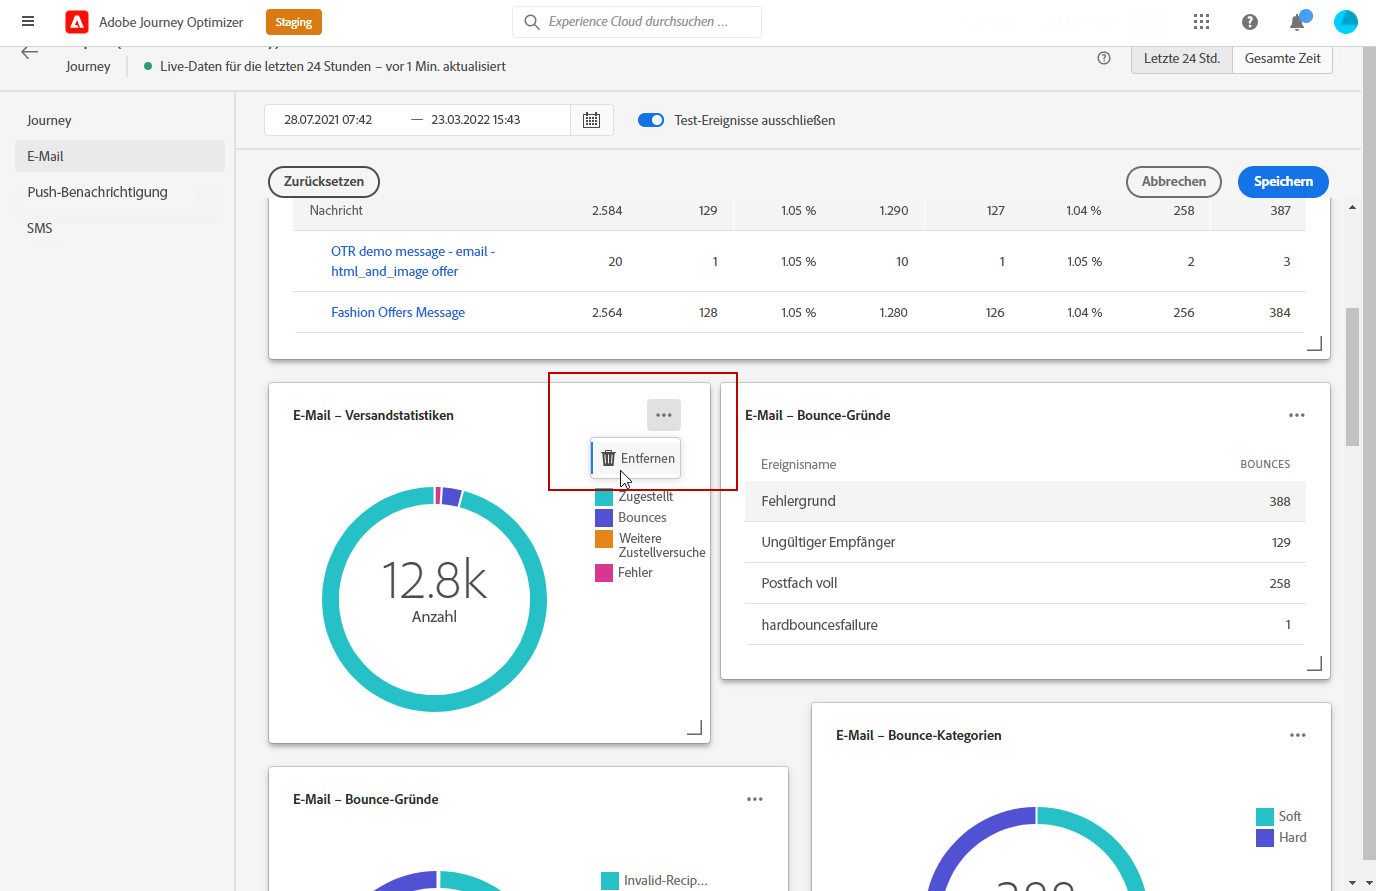 Adobe Journey Optimizer
Staging
Experience Cloud durchsuchen ...
Journey
Live-Daten für die letzten 24 Stunden – vor 1 Min. aktualisiert
Letzte 24 Std.
Gesamte Zeit
Journey
E-Mail
Push-Benachrichtigung
SMS
28.07.2021 07:42 — 23.03.2022 15:43
Test-Ereignisse ausschließen
Zurücksetzen
Abbrechen
Speichern
Nachricht 2.584 129 1.05 % 1.290 127 1.04 % 258 387
OTR demo message - email -
html_and_image offer 20 1 1.05 % 10 1 1.05 % 2 3
Fashion Offers Message 2.564 128 1.05 % 1.280 126 1.04 % 256 384
E-Mail – Versandstatistiken
Entfernen
Zugestellt
Bounces
Weitere
Zustellversuche
Fehler
12.8k
Anzahl
E-Mail – Bounce-Gründe
Ereignisname BOUNCES
Fehlergrund 388
Ungültiger Empfänger 129
Postfach voll 258
hardbouncesfailure 1
E-Mail – Bounce-Kategorien
Soft
Hard
E-Mail – Bounce-Gründe
Invalid-Recip...